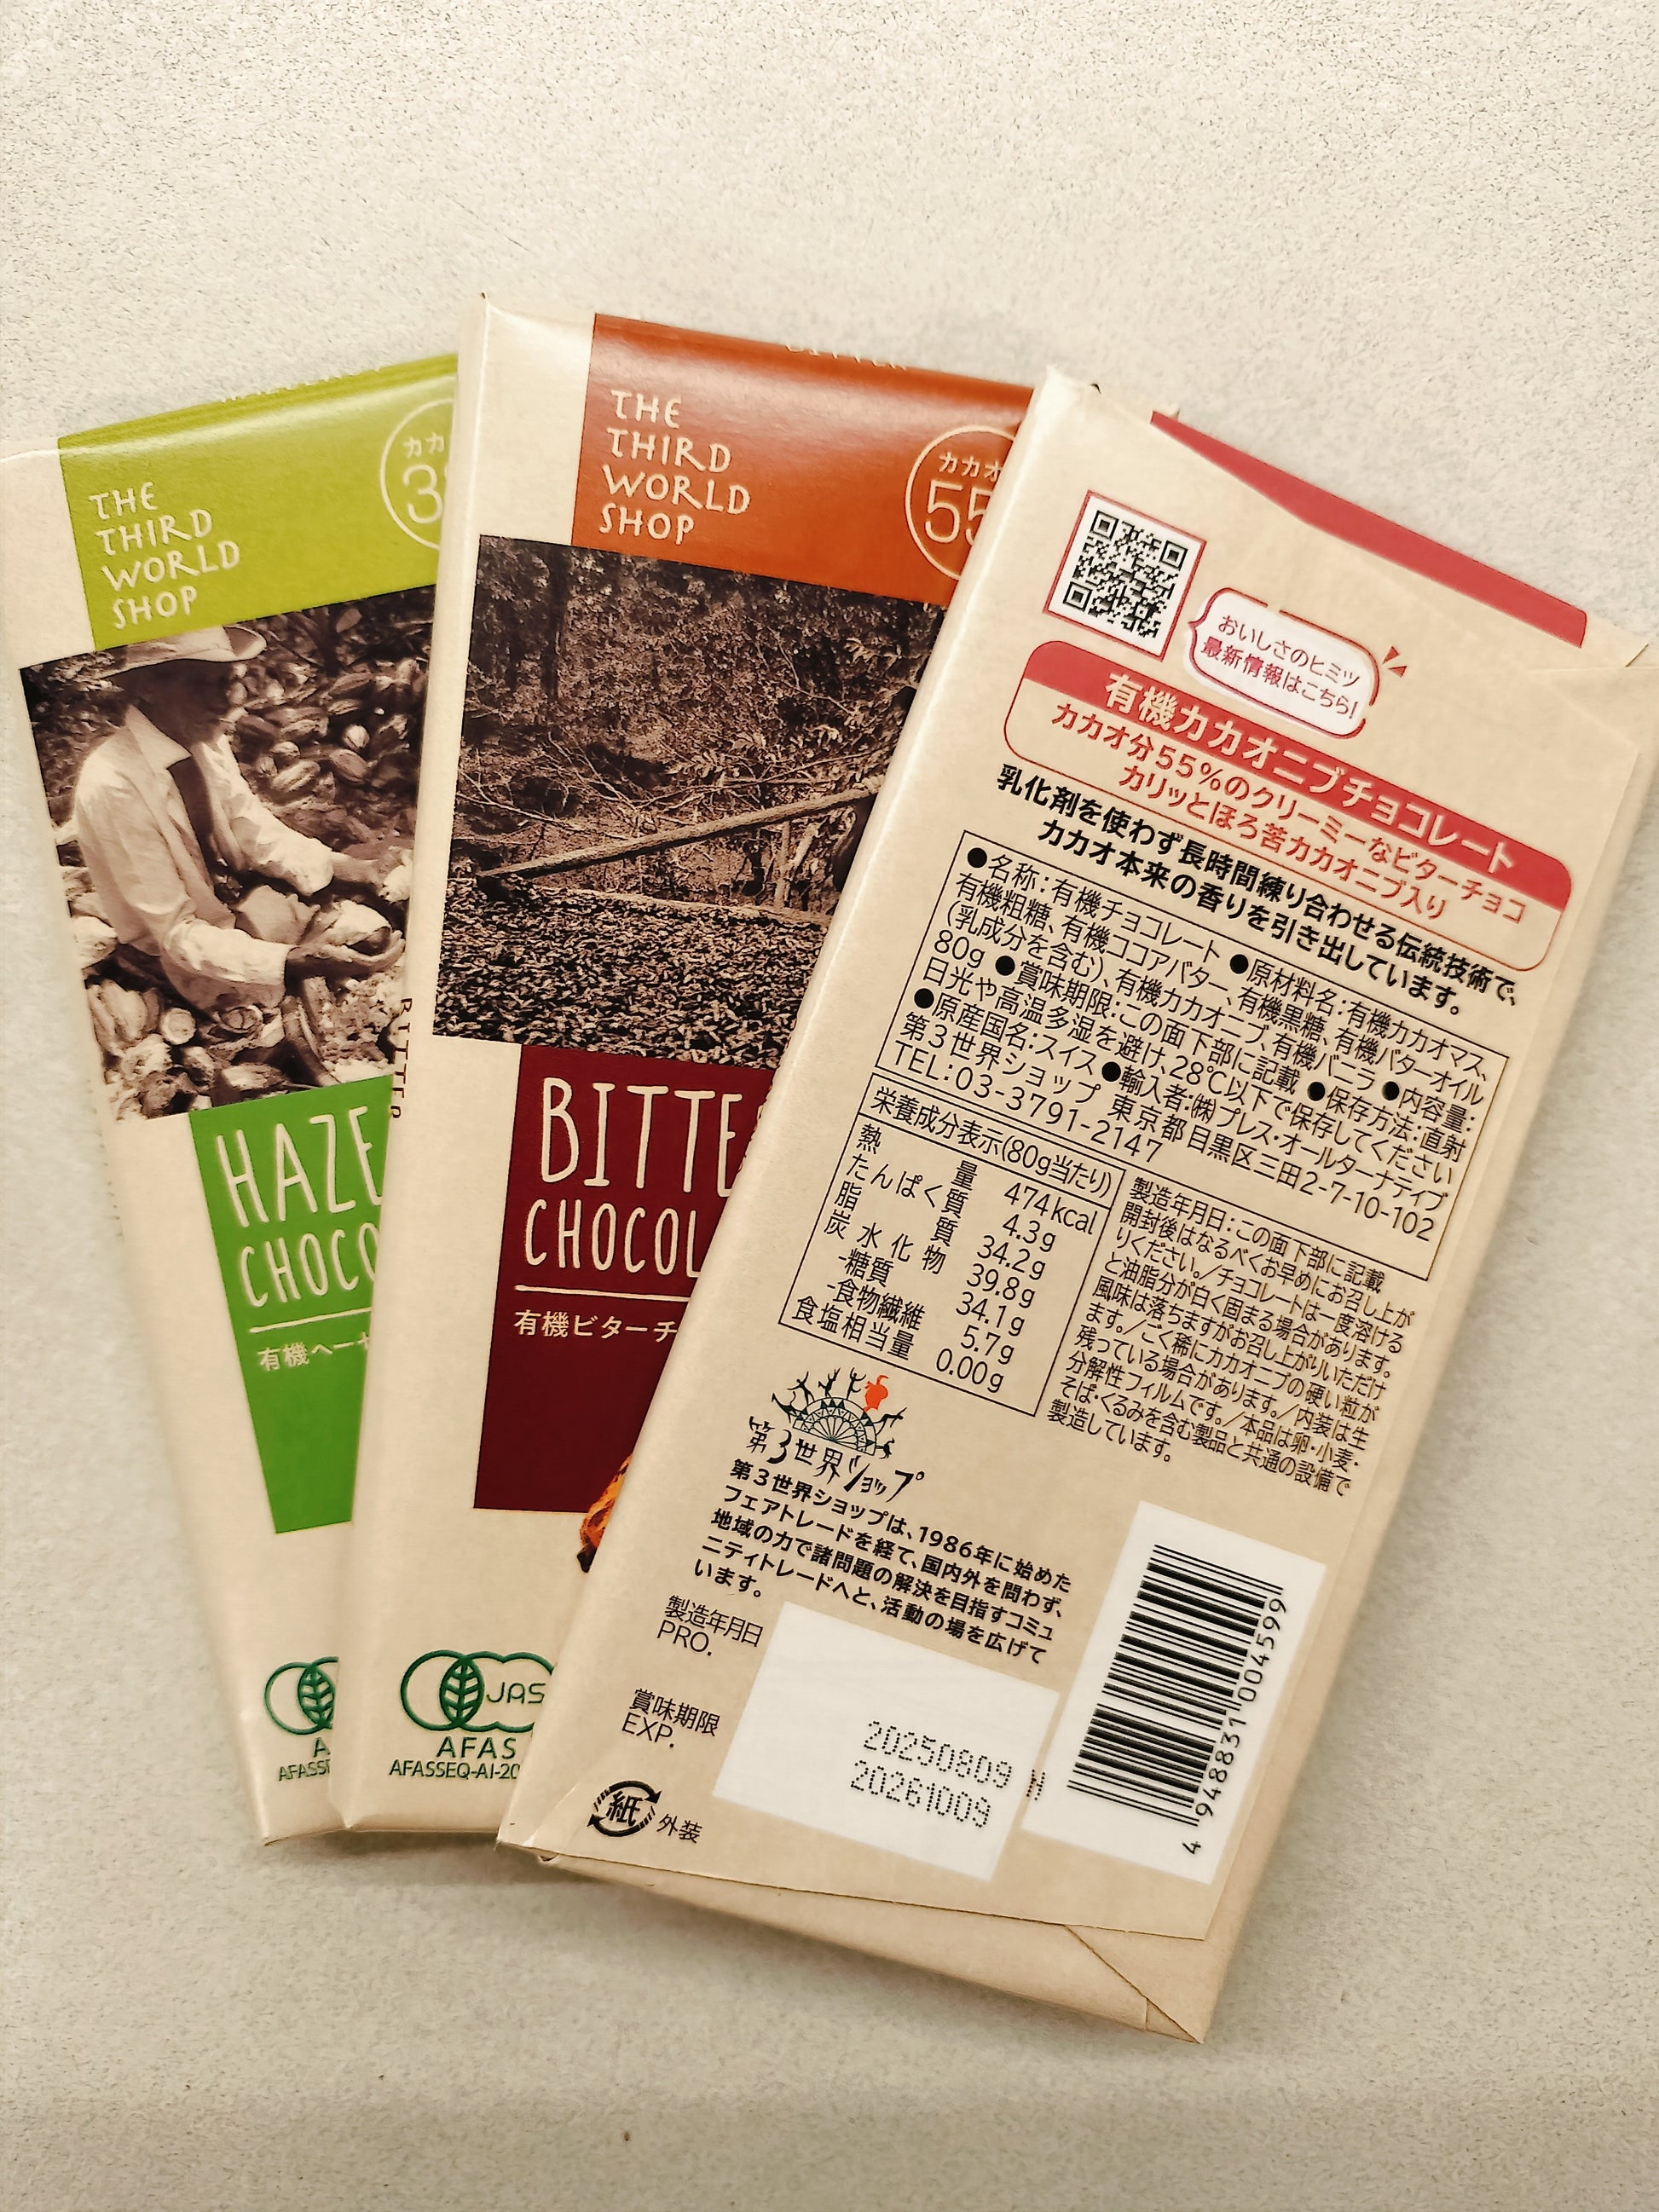 THE
THIRD
WORLD
SHOP
カカ
3
HAZE
CHOCO
有機ヘーゼ
AFASSE
BITTER
THE
THIRD
WORLD
SHOP
カカオ
55
BITTE
CHOCOL
有機ビターチ
JAS
AFAS
AFASSEQ-AI-20
おいしさのヒミツ
最新情報はこちら!
有機カカオニブチョコレート
カカオ分55%のクリーミーなビターチョコ
カリッとほろ苦カカオニブ入り
乳化剤を使わず長時間練り合わせる伝統技術で、
カカオ本来の香りを引き出しています。
●名称:有機チョコレート ●原材料名:有機カカオマス、
有機粗糖、有機ココアバター、有機黒糖、有機バターオイル
(乳成分を含む)、有機カカオニブ、有機バニラ ●内容量:
80g ●賞味期限:この面下部に記載 ●保存方法:直射
日光や高温多湿を避け、28℃以下で保存してください
●原産国名:スイス ●輸入者:㈱プレス・オールターナティブ
第3世界ショップ 東京都目黒区三田2-7-10-102
TEL:03-3791-2147
栄養成分表示(80g当たり)
熱量 474kcal
たんぱく質 4.3g
脂質 34.2g
炭水化物 39.8g
-糖質 34.1g
-食物繊維 5.7g
食塩相当量 0.00g
製造年月日:この面下部に記載
開封後はなるべくお早めにお召し上が
りください。/チョコレートは一度溶ける
と油脂分が白く固まる場合があります。
風味は落ちますがお召し上がりいただけ
ます。/ごく稀にカカオニブの硬い粒が
残っている場合があります。/内装は生
分解性フィルムです。/本品は卵・小麦・
そば・くるみを含む製品と共通の設備で
製造しています。
第3世界ショップ
第3世界ショップは、1986年に始めた
フェアトレードを経て、国内外を問わず、
地域の力で諸問題の解決を目指すコミュ
ニティトレードへと、活動の場を広げて
います。
製造年月日
PRO.
賞味期限
EXP.
20250809 N
20261009
紙 外装
4 948831 004599